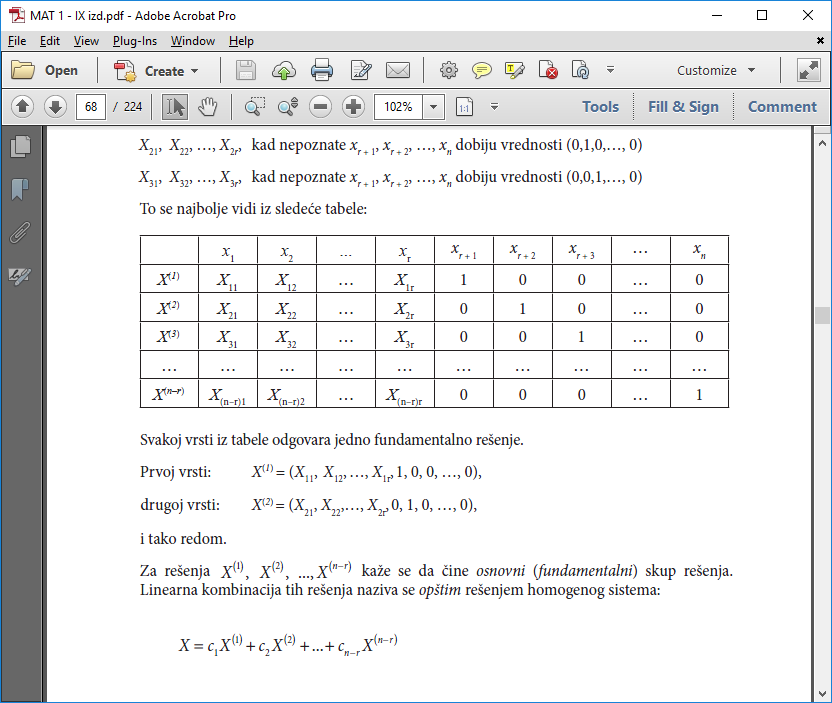 MAT 1 - IX izd.pdf - Adobe Acrobat Pro
File Edit View Plug-Ins Window Help
Open Create Customize
68 / 224 102% Tools Fill & Sign Comment
X₂₁, X₂₂, …, X₂ᵣ, kad nepoznate xᵣ₊₁, xᵣ₊₂, …, xₙ dobiju vrednosti (0,1,0,…, 0)
X₃₁, X₃₂, …, X₃ᵣ, kad nepoznate xᵣ₊₁, xᵣ₊₂, …, xₙ dobiju vrednosti (0,0,1,…, 0)
To se najbolje vidi iz sledeće tabele:
x₁ x₂ … xᵣ xᵣ₊₁ xᵣ₊₂ xᵣ₊₃ … xₙ
X⁽¹⁾ X₁₁ X₁₂ … X₁ᵣ 1 0 0 … 0
X⁽²⁾ X₂₁ X₂₂ … X₂ᵣ 0 1 0 … 0
X⁽³⁾ X₃₁ X₃₂ … X₃ᵣ 0 0 1 … 0
… … … … … … … … … …
X⁽ⁿ⁻ʳ⁾ X₍ₙ₋ᵣ₎₁ X₍ₙ₋ᵣ₎₂ … X₍ₙ₋ᵣ₎ᵣ 0 0 0 … 1
Svakoj vrsti iz tabele odgovara jedno fundamentalno rešenje.
Prvoj vrsti: X⁽¹⁾ = (X₁₁, X₁₂,…, X₁ᵣ, 1, 0, 0, …, 0),
drugoj vrsti: X⁽²⁾ = (X₂₁, X₂₂,…, X₂ᵣ, 0, 1, 0, …, 0),
i tako redom.
Za rešenja X⁽¹⁾, X⁽²⁾, ..., X⁽ⁿ⁻ʳ⁾ kaže se da čine osnovni (fundamentalni) skup rešenja.
Linearna kombinacija tih rešenja naziva se opštim rešenjem homogenog sistema:
X = c₁X⁽¹⁾ + c₂X⁽²⁾ + ... + cₙ₋ᵣX⁽ⁿ⁻ʳ⁾